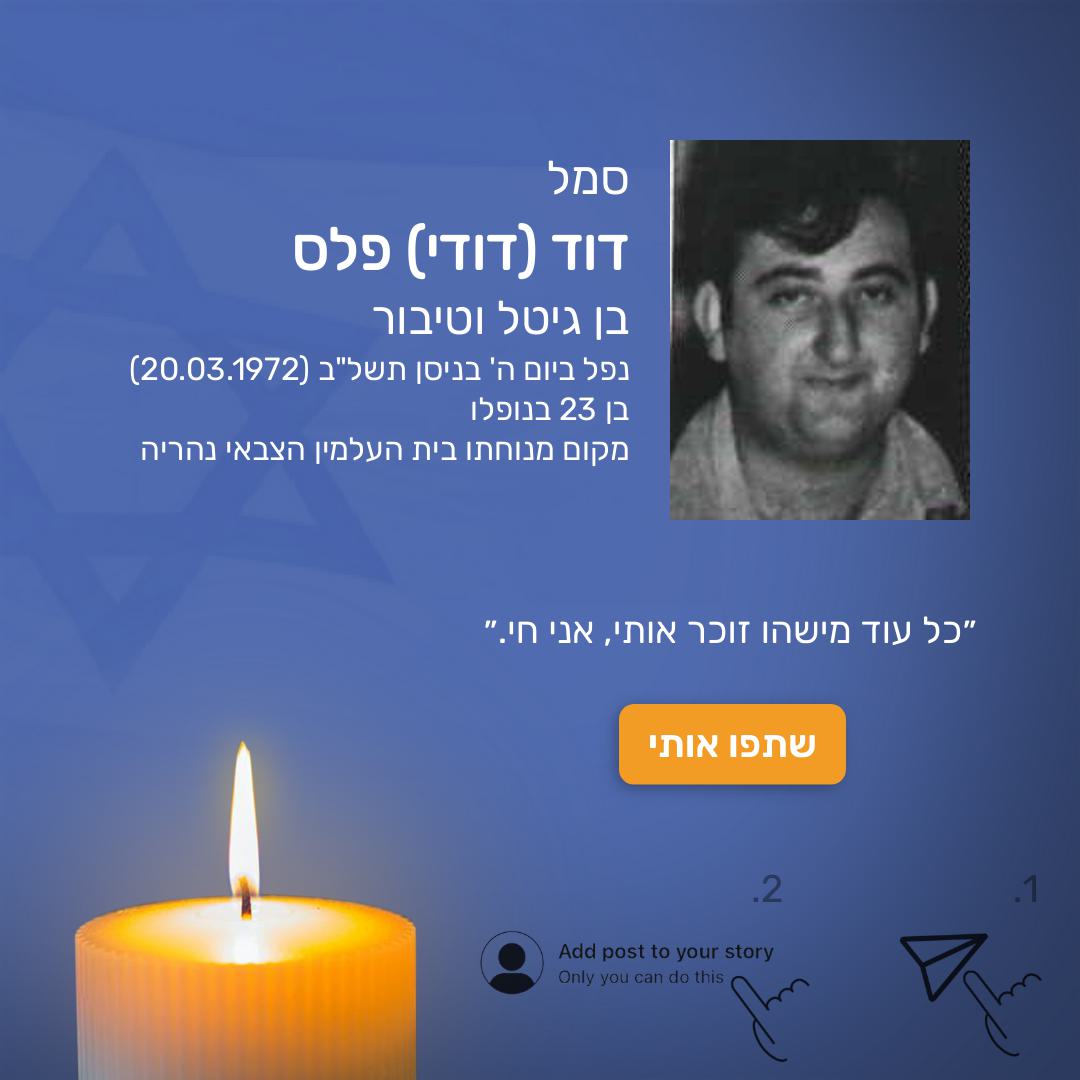 סמל
דוד (דודי) פלס
בן גיטל וטיבור
נפל ביום ה' בניסן תשל"ב (20.03.1972)
בן 23 בנופלו
מקום מנוחתו בית העלמין הצבאי נהריה
״כל עוד מישהו זוכר אותי, אני חי.״
שתפו אותי
.1
.2
Add post to your story
Only you can do this